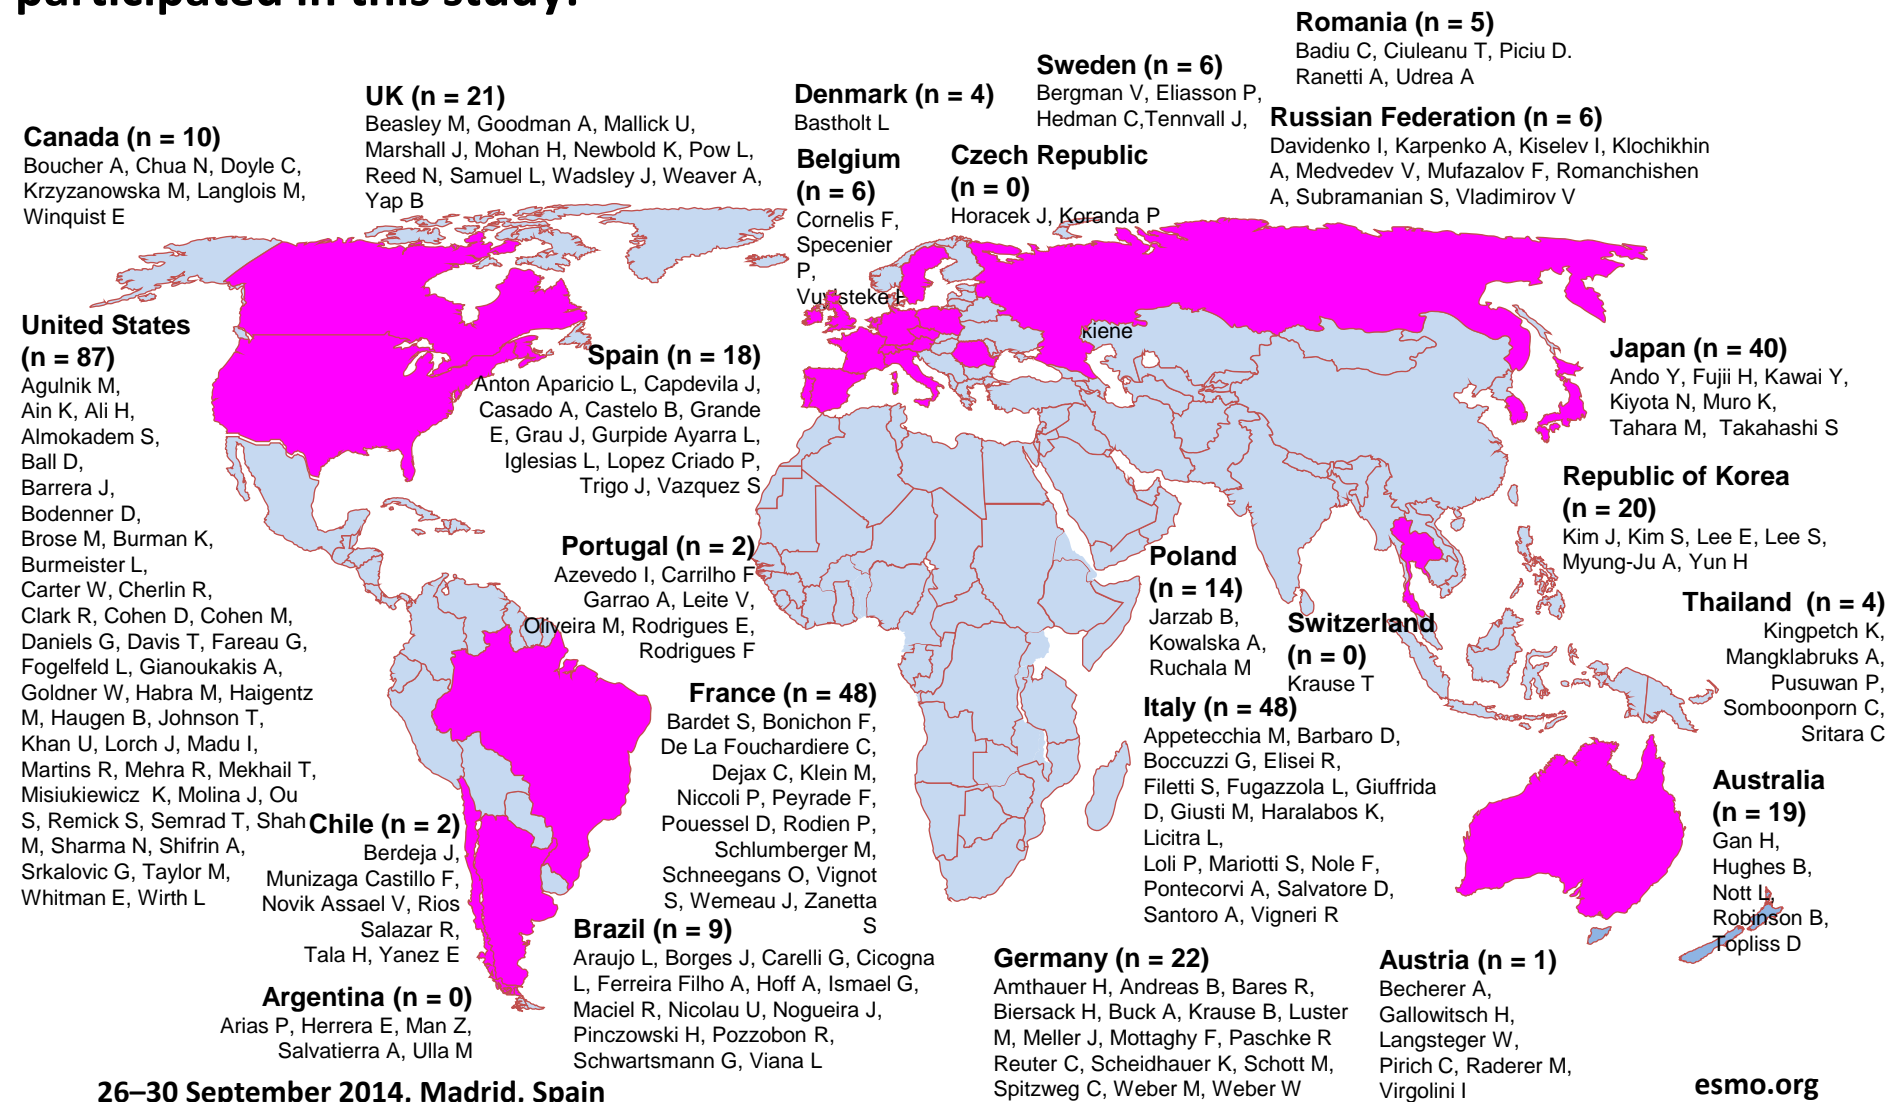 participated in this study.
Romania (n = 5)
Badiu C, Ciuleanu T, Piciu D.
Ranetti A, Udrea A
Sweden (n = 6)
Bergman V, Eliasson P,
Hedman C,Tennvall J,
Denmark (n = 4)
Bastholt L
UK (n = 21)
Beasley M, Goodman A, Mallick U,
Marshall J, Mohan H, Newbold K, Pow L,
Reed N, Samuel L, Wadsley J, Weaver A,
Yap B
Canada (n = 10)
Boucher A, Chua N, Doyle C,
Krzyzanowska M, Langlois M,
Winquist E
Russian Federation (n = 6)
Davidenko I, Karpenko A, Kiselev I, Klochikhin
A, Medvedev V, Mufazalov F, Romanchishen
A, Subramanian S, Vladimirov V
Belgium
(n = 6)
Cornelis F,
Specenier
P,
Czech Republic
(n = 0)
Horacek J, Koranda P
kiene
United States
(n = 87)
Agulnik M,
Ain K, Ali H,
Almokadem S,
Ball D,
Barrera J,
Bodenner D,
Brose M, Burman K,
Burmeister L,
Carter W, Cherlin R,
Clark R, Cohen D, Cohen M,
Daniels G, Davis T, Fareau G,
Fogelfeld L, Gianoukakis A,
Goldner W, Habra M, Haigentz
M, Haugen B, Johnson T,
Khan U, Lorch J, Madu I,
Martins R, Mehra R, Mekhail T,
Misiukiewicz K, Molina J, Ou
S, Remick S, Semrad T, Shah
M, Sharma N, Shifrin A,
Srkalovic G, Taylor M,
Whitman E, Wirth L
Spain (n = 18)
Anton Aparicio L, Capdevila J,
Casado A, Castelo B, Grande
E, Grau J, Gurpide Ayarra L,
Iglesias L, Lopez Criado P,
Trigo J, Vazquez S
Japan (n = 40)
Ando Y, Fujii H, Kawai Y,
Kiyota N, Muro K,
Tahara M, Takahashi S
Republic of Korea
(n = 20)
Kim J, Kim S, Lee E, Lee S,
Myung-Ju A, Yun H
Portugal (n = 2)
Azevedo I, Carrilho F
Garrao A, Leite V,
Oliveira M, Rodrigues E,
Rodrigues F
Poland
(n = 14)
Jarzab B,
Kowalska A,
Ruchala M
Switzerland
(n = 0)
Krause T
Thailand (n = 4)
Kingpetch K,
Mangklabruks A,
Pusuwan P,
Somboonporn C,
Sritara C
France (n = 48)
Bardet S, Bonichon F,
De La Fouchardiere C,
Dejax C, Klein M,
Niccoli P, Peyrade F,
Pouessel D, Rodien P,
Schlumberger M,
Schneegans O, Vignot
S, Wemeau J, Zanetta
S
Italy (n = 48)
Appetecchia M, Barbaro D,
Boccuzzi G, Elisei R,
Filetti S, Fugazzola L, Giuffrida
D, Giusti M, Haralabos K,
Licitra L,
Loli P, Mariotti S, Nole F,
Pontecorvi A, Salvatore D,
Santoro A, Vigneri R
Australia
(n = 19)
Gan H,
Hughes B,
Nott L,
Robinson B,
Topliss D
Chile (n = 2)
Berdeja J,
Munizaga Castillo F,
Novik Assael V, Rios
Salazar R,
Tala H, Yanez E
Brazil (n = 9)
Araujo L, Borges J, Carelli G, Cicogna
L, Ferreira Filho A, Hoff A, Ismael G,
Maciel R, Nicolau U, Nogueira J,
Pinczowski H, Pozzobon R,
Schwartsmann G, Viana L
Argentina (n = 0)
Arias P, Herrera E, Man Z,
Salvatierra A, Ulla M
Germany (n = 22)
Amthauer H, Andreas B, Bares R,
Biersack H, Buck A, Krause B, Luster
M, Meller J, Mottaghy F, Paschke R
Reuter C, Scheidhauer K, Schott M,
Spitzweg C, Weber M, Weber W
Austria (n = 1)
Becherer A,
Gallowitsch H,
Langsteger W,
Pirich C, Raderer M,
Virgolini I
26–30 September 2014, Madrid, Spain
esmo.org